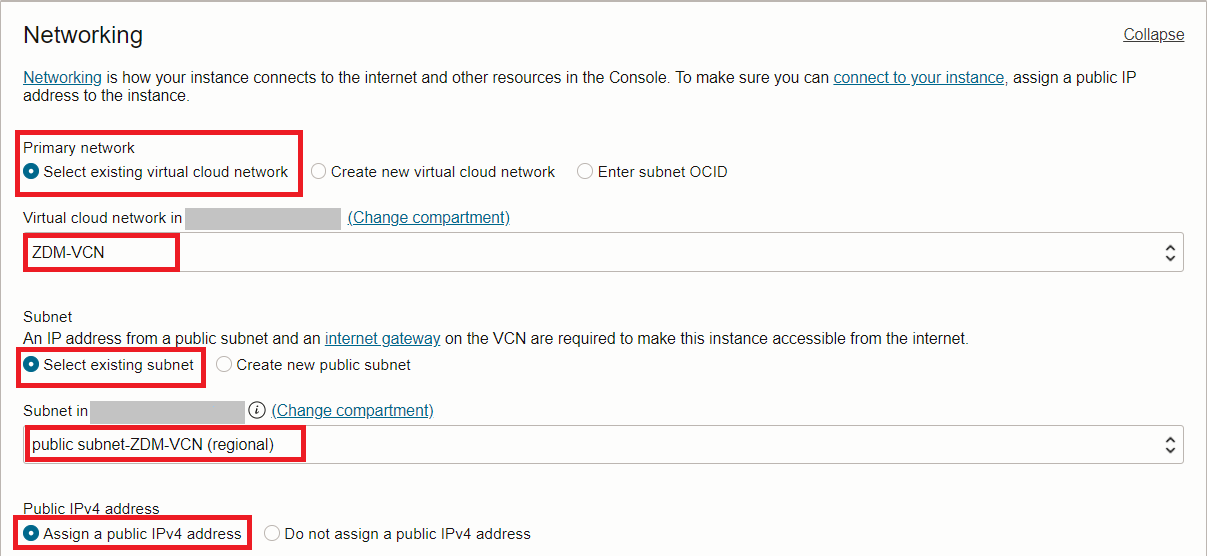 Networking
Collapse
Networking is how your instance connects to the internet and other resources in the Console. To make sure you can connect to your instance, assign a public IP
address to the instance.
Primary network
Select existing virtual cloud network Create new virtual cloud network Enter subnet OCID
Virtual cloud network in (Change compartment)
ZDM-VCN
Subnet
An IP address from a public subnet and an internet gateway on the VCN are required to make this instance accessible from the internet.
Select existing subnet Create new public subnet
Subnet in i (Change compartment)
public subnet-ZDM-VCN (regional)
Public IPv4 address
Assign a public IPv4 address Do not assign a public IPv4 address